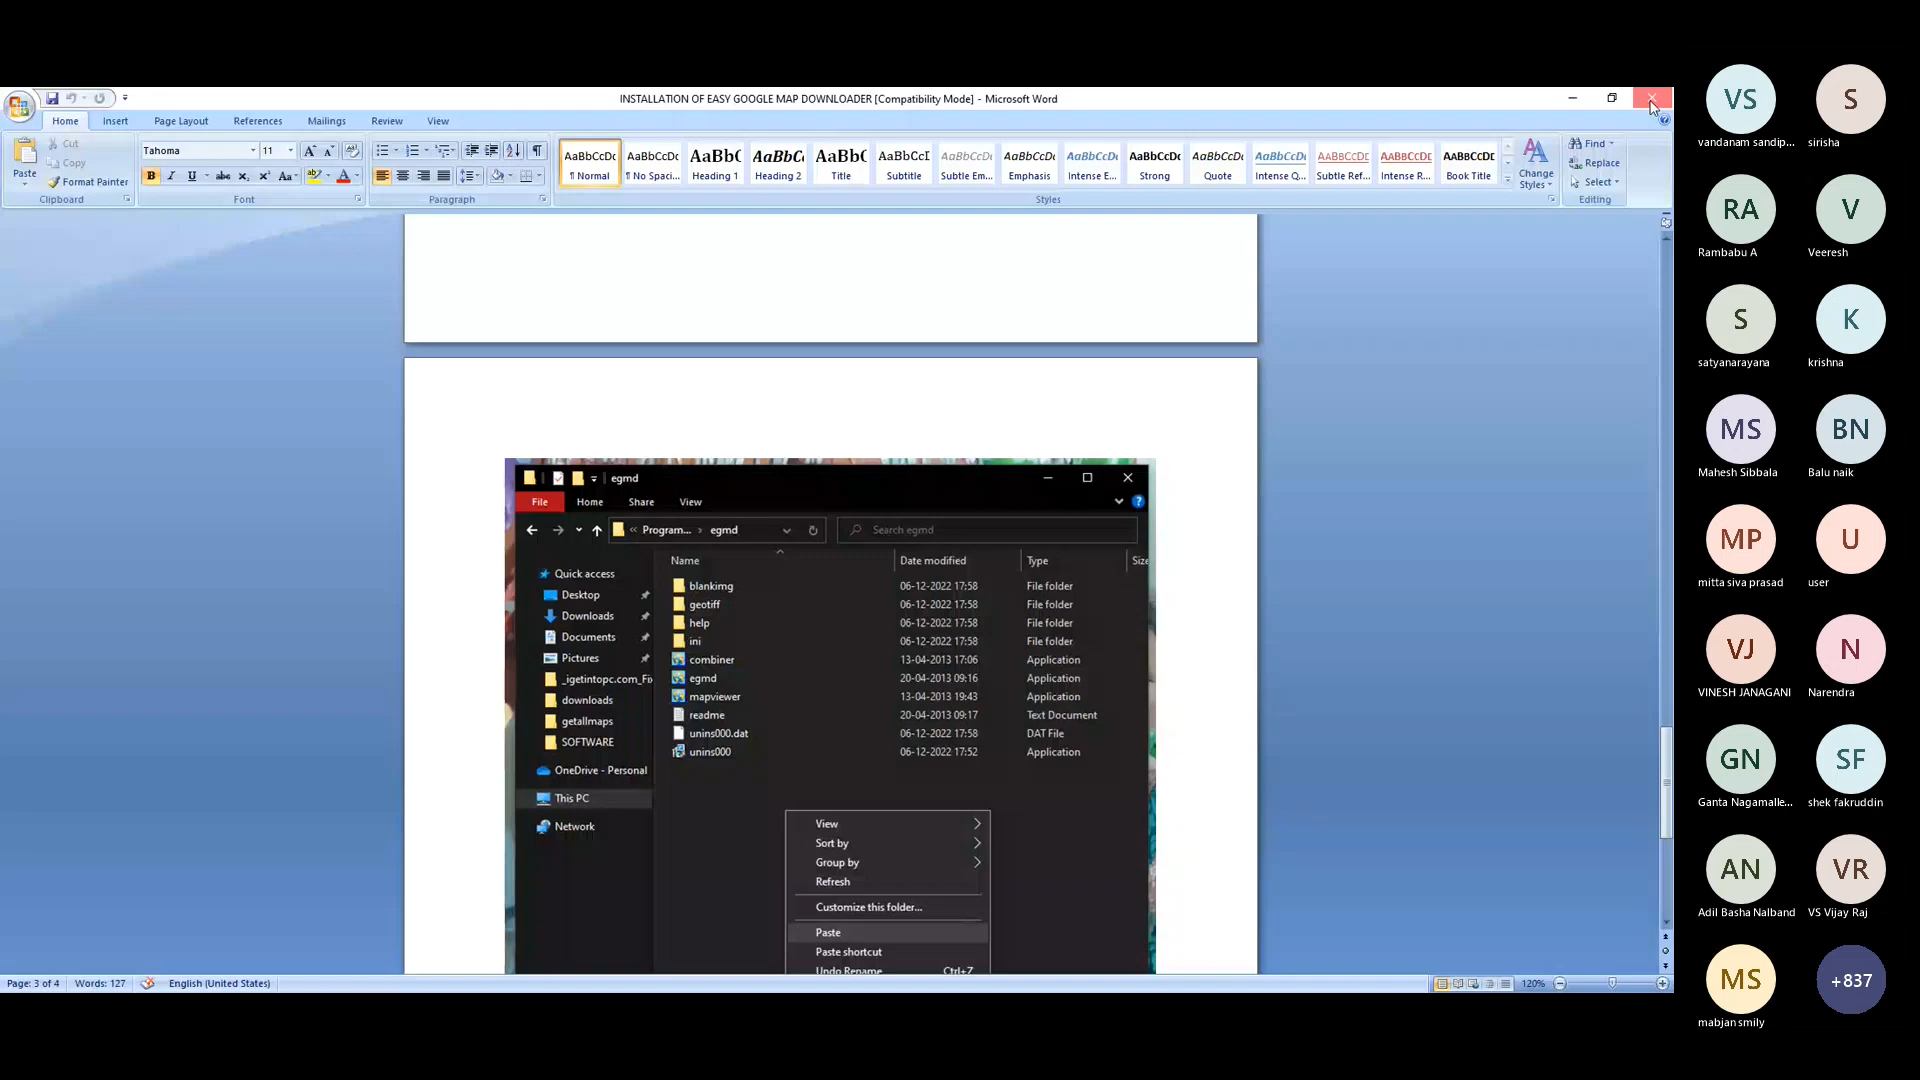 INSTALLATION OF EASY GOOGLE MAP DOWNLOADER [Compatibility Mode] - Microsoft Word
Home Insert Page Layout References Mailings Review View
Paste
Cut
Copy
Format Painter
Clipboard
Tahoma 11
B I U abc X₂ X² Aa
Font
Paragraph
AaBbCcDc AaBbCcDc AaBbC AaBbC AaBbC AaBbCcI AaBbCcDc AaBbCcDc AaBbCcDc AaBbCcDc AaBbCcDc AaBbCcDc AABBCCDE AABBCCDE AABBCCDE
¶ Normal ¶ No Spaci... Heading 1 Heading 2 Title Subtitle Subtle Em... Emphasis Intense E... Strong Quote Intense Q... Subtle Ref... Intense R... Book Title
Styles
Change Styles
Find
Replace
Select
Editing
egmd
File Home Share View
« Program... › egmd
Search egmd
Name Date modified Type Size
Quick access
Desktop
Downloads
Documents
Pictures
_igetintopc.com_Fi
downloads
getallmaps
SOFTWARE
OneDrive - Personal
This PC
Network
blankimg 06-12-2022 17:58 File folder
geotiff 06-12-2022 17:58 File folder
help 06-12-2022 17:58 File folder
ini 06-12-2022 17:58 File folder
combiner 13-04-2013 17:06 Application
egmd 20-04-2013 09:16 Application
mapviewer 13-04-2013 19:43 Application
readme 20-04-2013 09:17 Text Document
unins000.dat 06-12-2022 17:58 DAT File
unins000 06-12-2022 17:52 Application
View
Sort by
Group by
Refresh
Customize this folder...
Paste
Paste shortcut
Undo Rename Ctrl+Z
Page: 3 of 4 Words: 127 English (United States) 120%
VS S
vandanam sandip... sirisha
RA V
Rambabu A Veeresh
S K
satyanarayana krishna
MS BN
Mahesh Sibbala Balu naik
MP U
mitta siva prasad user
VJ N
VINESH JANAGANI Narendra
GN SF
Ganta Nagamalle... shek fakruddin
AN VR
Adil Basha Nalband VS Vijay Raj
MS +837
mabjan smily